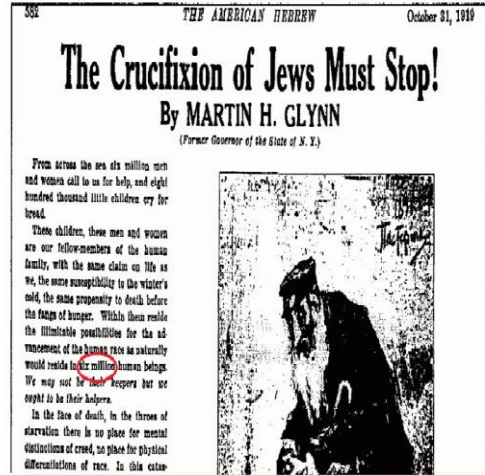 582
THE AMERICAN HEBREW
October 31, 1919
The Crucifixion of Jews Must Stop!
By MARTIN H. GLYNN
(Former Governor of the State of N. Y.)
From across the sea six million men
and women call to us for help, and eight
hundred thousand little children cry for
bread.
These children, these men and women
are our fellow-members of the human
family, with the same claim on life as
we, the same susceptibility to the winter's
cold, the same propensity to death before
the fangs of hunger. Within them reside
the illimitable possibilities for the ad-
vancement of the human race as naturally
would reside in six million human beings.
We may not be their keepers but we
ought to be their helpers.
In the face of death, in the throes of
starvation there is no place for mental
distinctions of creed, no place for physical
differentiations of race. In this catas-